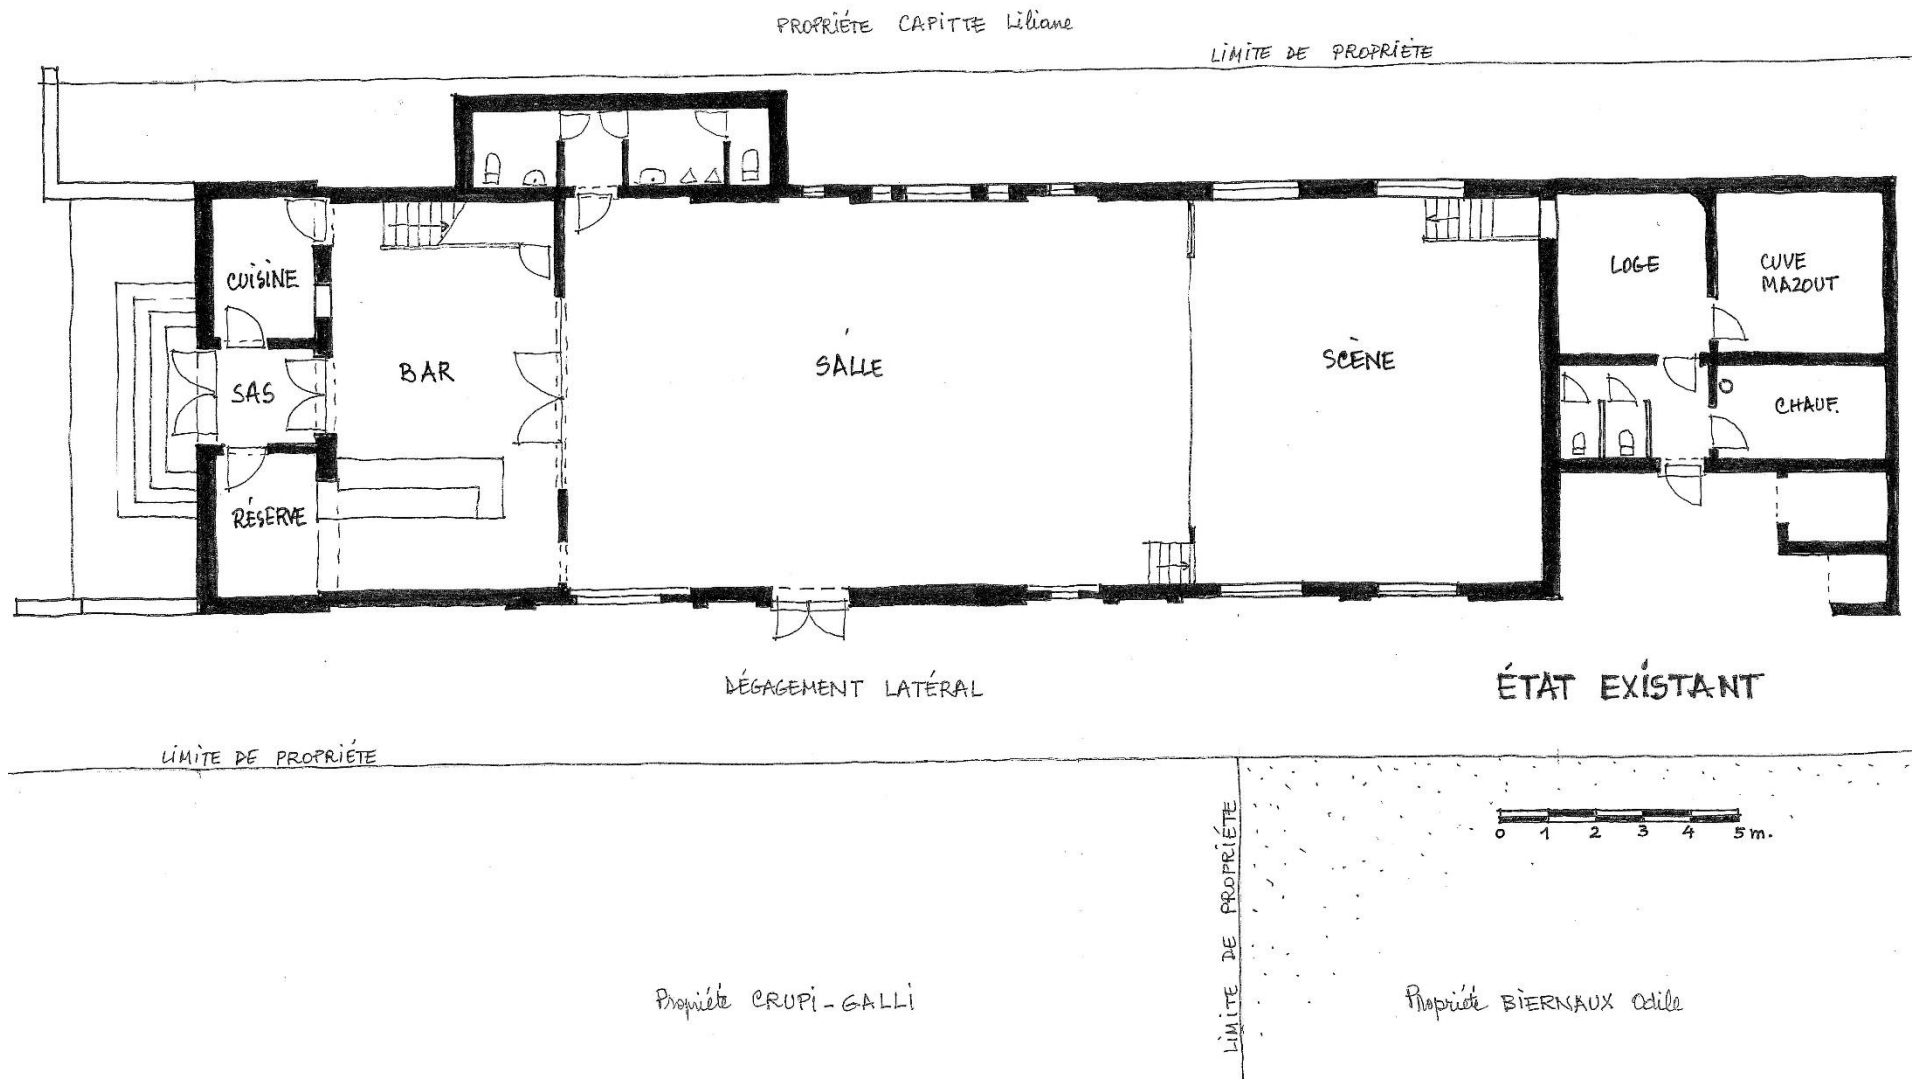 PROPRIÉTE CAPITTE Liliane
LIMITE DE PROPRIÉTE
CUISINE
LOGE
CUVE
MAZOUT
SALLE
SCÈNE
BAR
SAS
CHAUF.
RÉSERVE
DÉGAGEMENT LATÉRAL
ÉTAT EXISTANT
LIMITE DE PROPRIÉTE
0 1 2 3 4 5 m.
LIMITE DE PROPRIÉTE
Propriété CRUPI-GALLI
Propriété BIERNAUX Odile